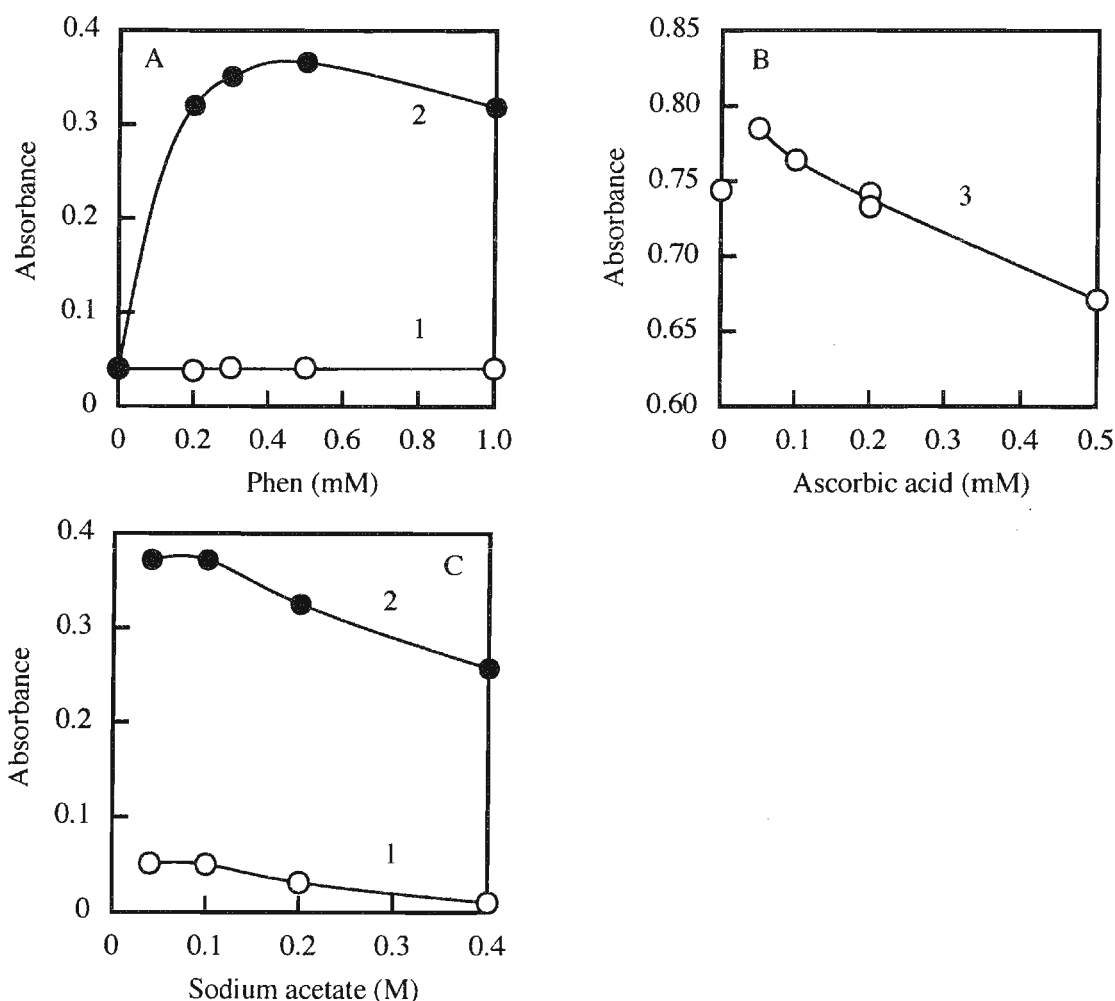 0.4
A
0.3
2
0.2
0.1
1
0
0 0.2 0.4 0.6 0.8 1.0
Absorbance
Phen (mM)
0.85
B
0.80
0.75
3
0.70
0.65
0.60
0 0.1 0.2 0.3 0.4 0.5
Absorbance
Ascorbic acid (mM)
0.4
C
2
0.3
0.2
0.1
1
0
0 0.1 0.2 0.3 0.4
Absorbance
Sodium acetate (M)